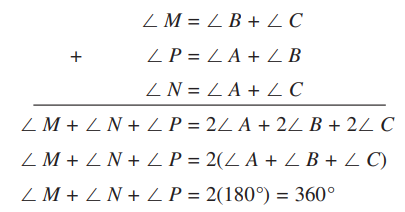 ∠ M = ∠ B + ∠ C
+ ∠ P = ∠ A + ∠ B
∠ N = ∠ A + ∠ C
∠ M + ∠ N + ∠ P = 2∠ A + 2∠ B + 2∠ C
∠ M + ∠ N + ∠ P = 2(∠ A + ∠ B + ∠ C)
∠ M + ∠ N + ∠ P = 2(180°) = 360°